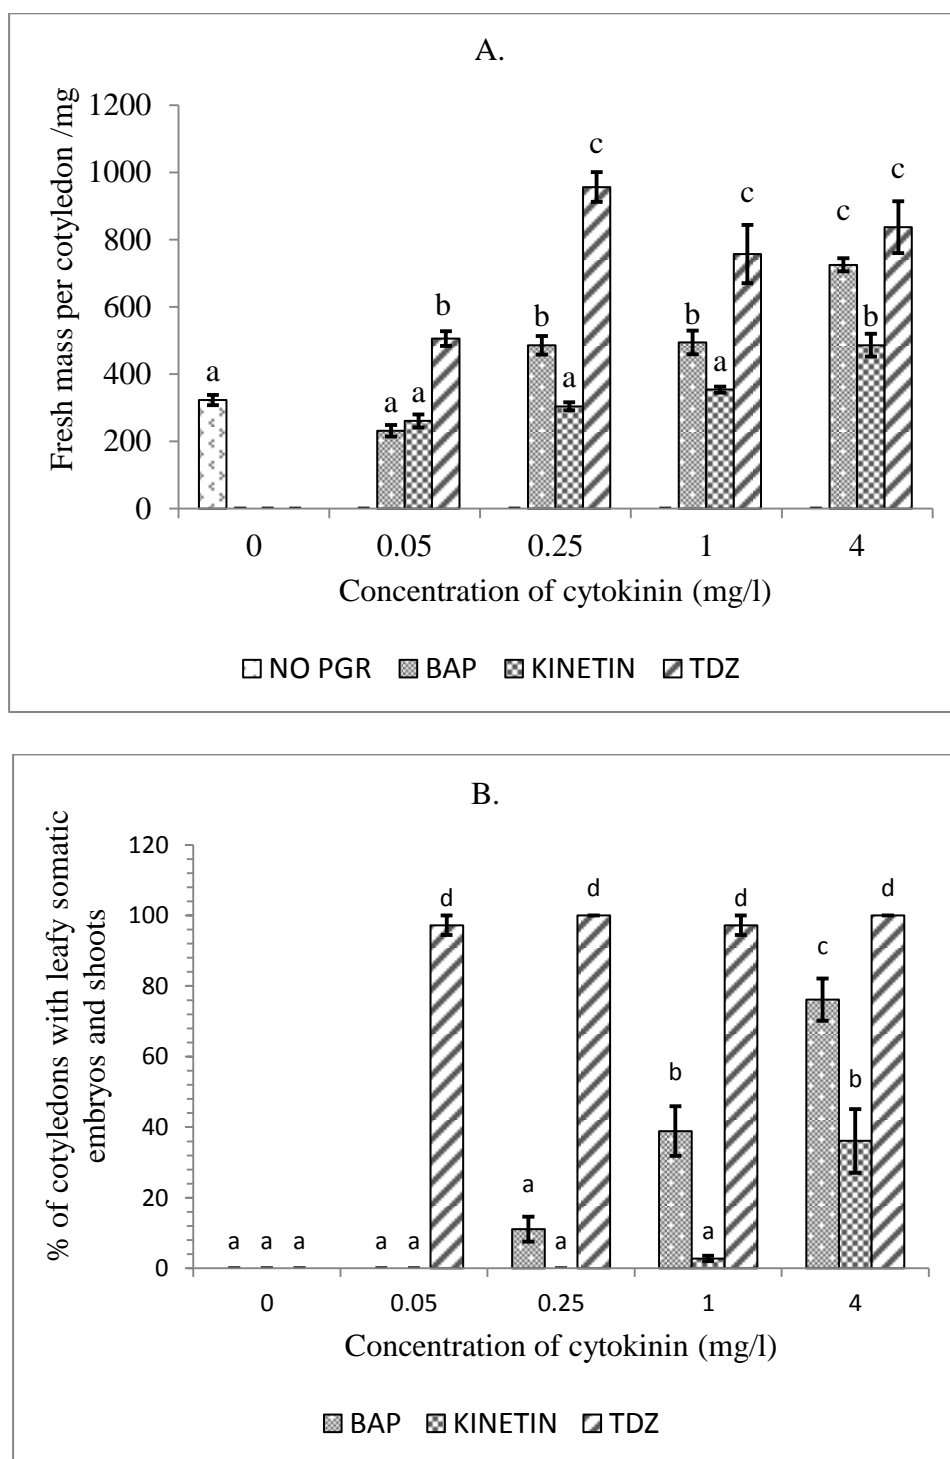 A.
Fresh mass per cotyledon /mg
1200
1000
800
600
400
200
0
a
a
a
b
b
a
c
b
a
c
c
b
c
0
0.05
0.25
1
4
Concentration of cytokinin (mg/l)
NO PGR BAP KINETIN TDZ
B.
% of cotyledons with leafy somatic
embryos and shoots
120
100
80
60
40
20
0
a a a
a a d
a a d
b a d
c b d
0
0.05
0.25
1
4
Concentration of cytokinin (mg/l)
BAP KINETIN TDZ